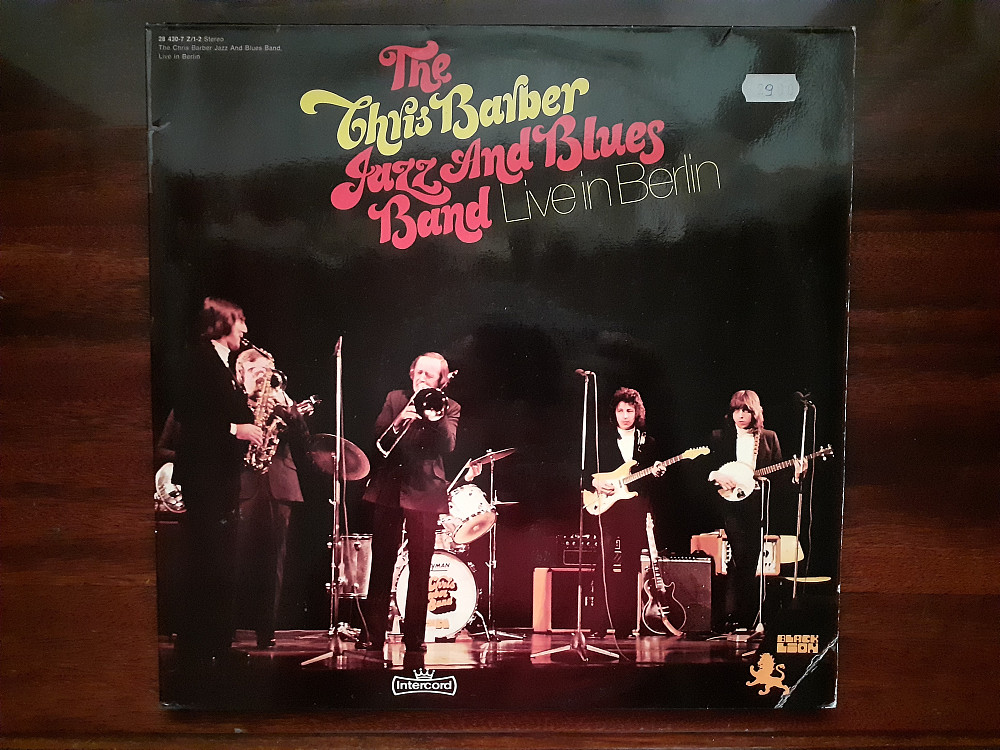 28 430-7 Z/1-2 Stereo
The Chris Barber Jazz And Blues Band,
Live in Berlin
The
Chris Barber
Jazz And Blues
Band Live in Berlin
9
BLACK
LION
Intercord